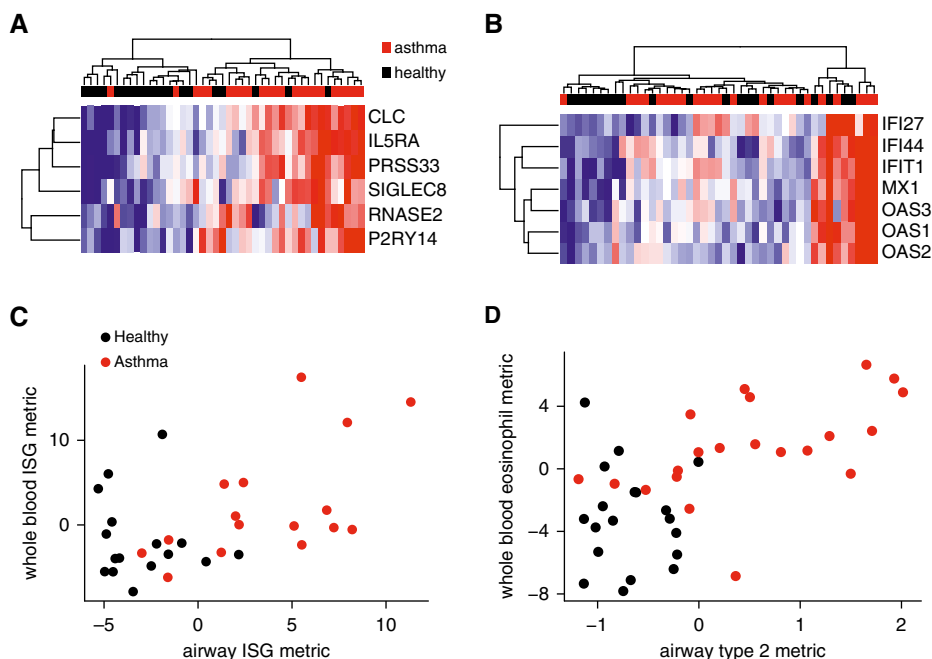 A
asthma
healthy
CLC
IL5RA
PRSS33
SIGLEC8
RNASE2
P2RY14
B
IFI27
IFI44
IFIT1
MX1
OAS3
OAS1
OAS2
C
Healthy
Asthma
whole blood ISG metric
10
0
−5
0
5
10
airway ISG metric
D
whole blood eosinophil metric
4
0
−4
−8
−1
0
1
2
airway type 2 metric